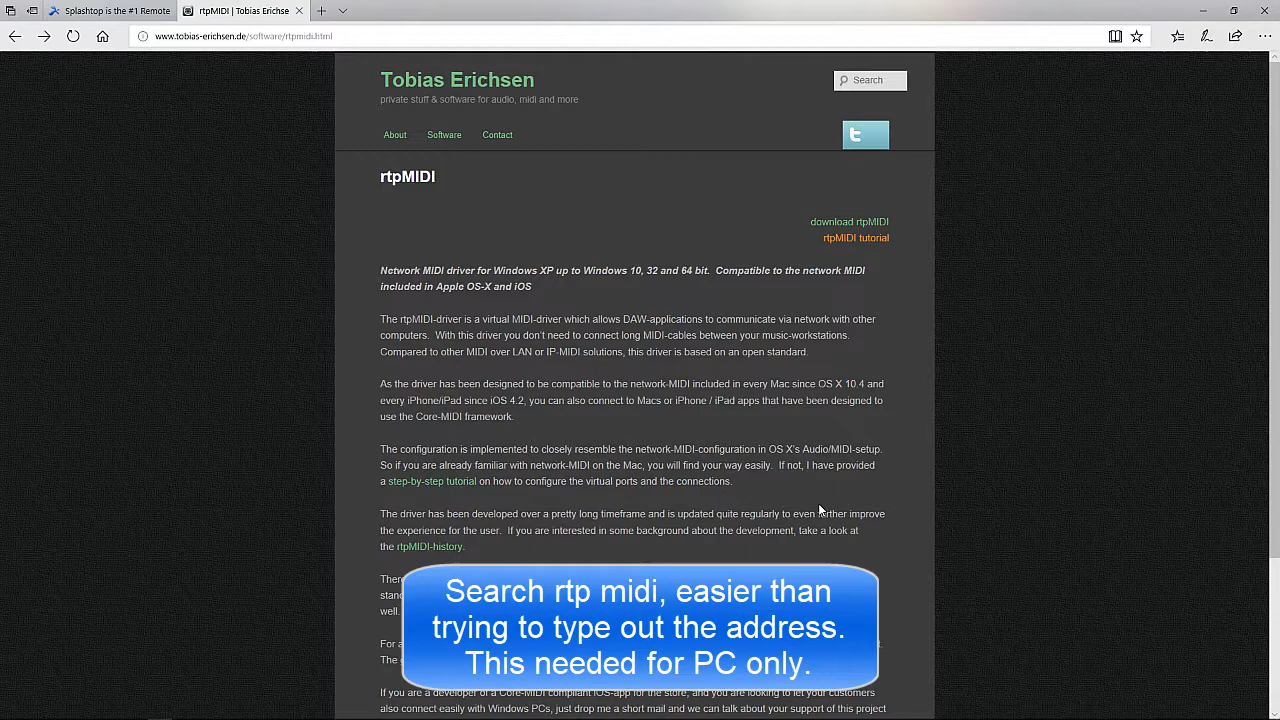 Splashtop is the #1 Remote
rtpMIDI | Tobias Erichse
www.tobias-erichsen.de/software/rtpmidi.html
Tobias Erichsen
Search
private stuff & software for audio, midi and more
About Software Contact
rtpMIDI
download rtpMIDI
rtpMIDI tutorial
Network MIDI driver for Windows XP up to Windows 10, 32 and 64 bit. Compatible to the network MIDI
included in Apple OS-X and iOS
The rtpMIDI-driver is a virtual MIDI-driver which allows DAW-applications to communicate via network with other
computers. With this driver you don't need to connect long MIDI-cables between your music-workstations.
Compared to other MIDI over LAN or IP-MIDI solutions, this driver is based on an open standard.
As the driver has been designed to be compatible to the network-MIDI included in every Mac since OS X 10.4 and
every iPhone/iPad since iOS 4.2, you can also connect to Macs or iPhone / iPad apps that have been designed to
use the Core-MIDI framework.
The configuration is implemented to closely resemble the network-MIDI-configuration in OS X's Audio/MIDI-setup.
So if you are already familiar with network-MIDI on the Mac, you will find your way easily. If not, I have provided
a step-by-step tutorial on how to configure the virtual ports and the connections.
The driver has been developed over a pretty long timeframe and is updated quite regularly to even further improve
the experience for the user. If you are interested in some background about the development, take a look at
the rtpMIDI-history.
Search rtp midi, easier than
trying to type out the address.
This needed for PC only.
Ther
stand
well.
For a
The g
If you are a developer of a Core-MIDI compliant iOS-app for the store, and you are looking to let your customers
also connect easily with Windows PCs, just drop me a short mail and we can talk about your support of this project